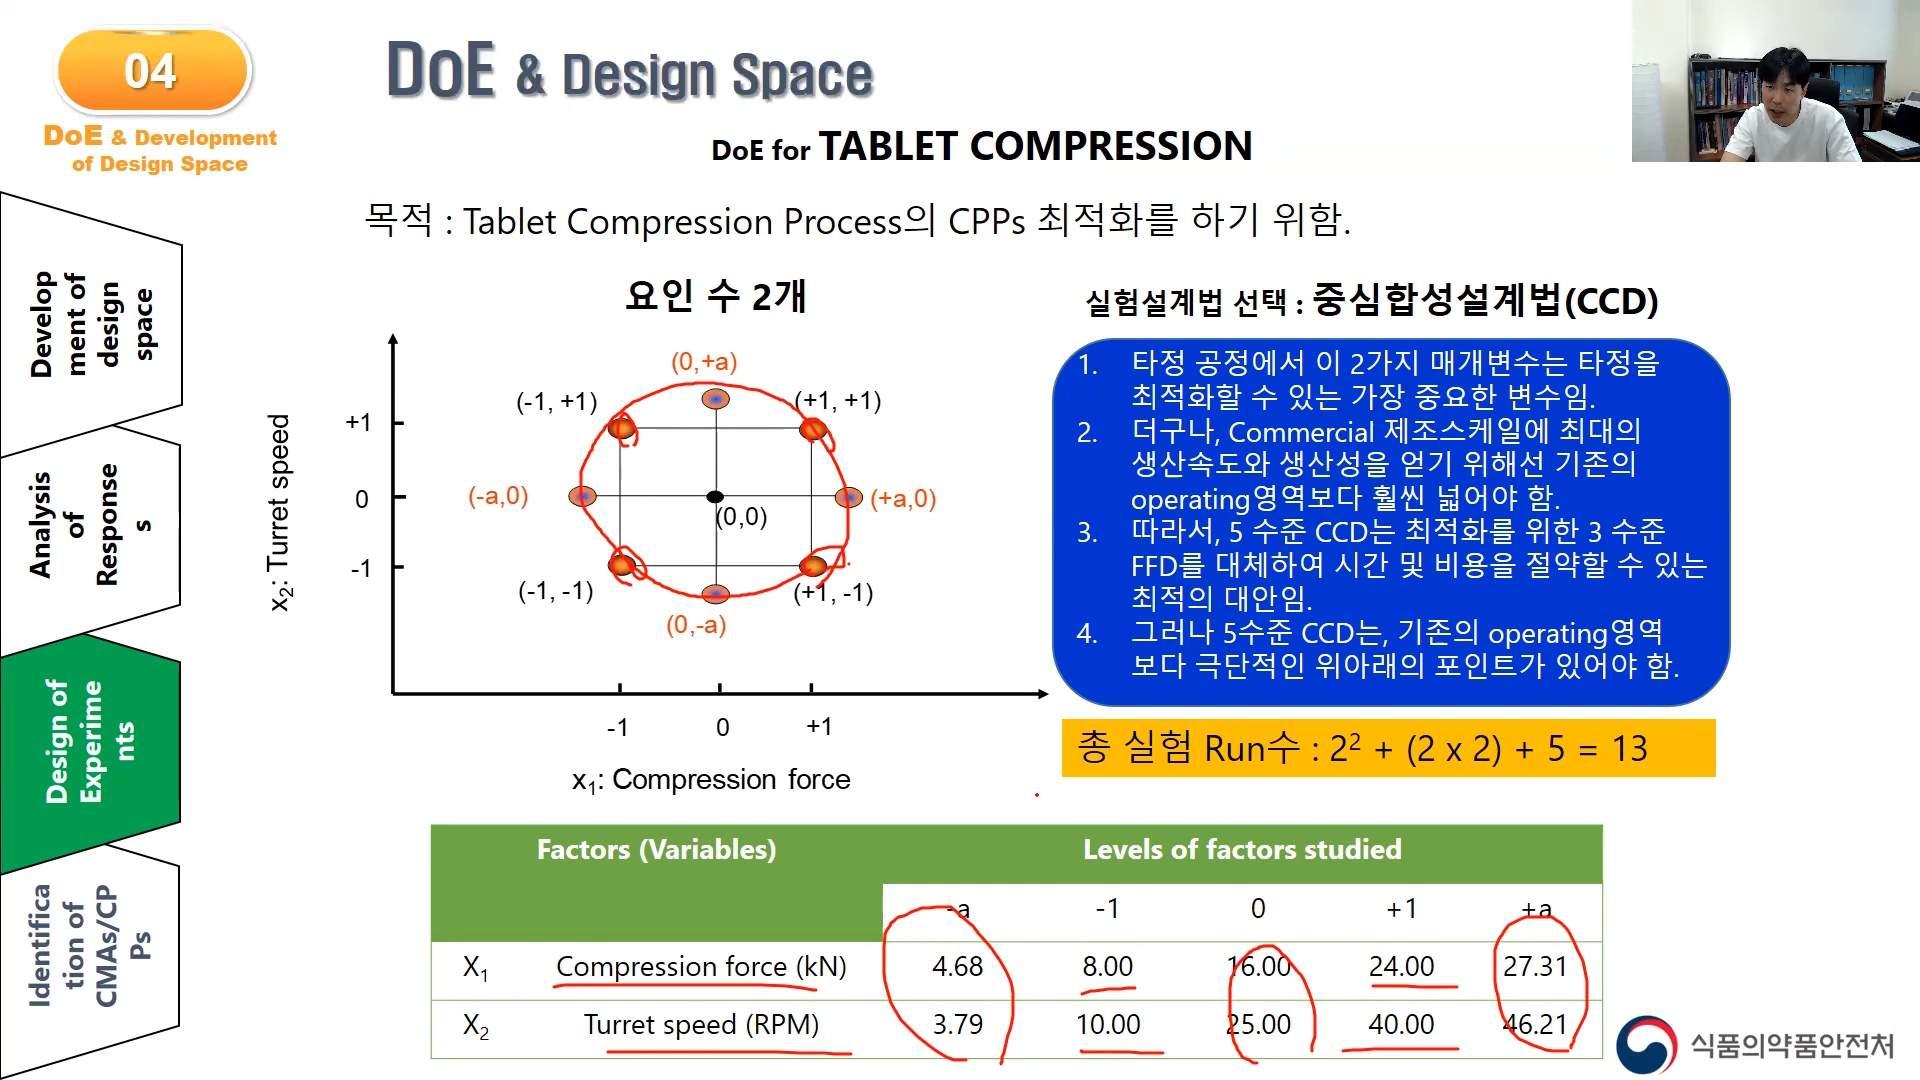 04
DoE & Development
of Design Space
DoE & Design Space
DoE for TABLET COMPRESSION
목적 : Tablet Compression Process의 CPPs 최적화를 하기 위함.
Develop
ment of
design
space
Analysis
of
Response
s
Design of
Experime
nts
Identifica
tion of
CMAs/CP
Ps
요인 수 2개
(0,+a)
(-1, +1)
(+1, +1)
+1
(-a,0)
0
(0,0)
(+a,0)
-1
(-1, -1)
(+1, -1)
(0,-a)
x2: Turret speed
-1
0
+1
x1: Compression force
실험설계법 선택 : 중심합성설계법(CCD)
1. 타정 공정에서 이 2가지 매개변수는 타정을
최적화할 수 있는 가장 중요한 변수임.
2. 더구나, Commercial 제조스케일에 최대의
생산속도와 생산성을 얻기 위해선 기존의
operating영역보다 훨씬 넓어야 함.
3. 따라서, 5 수준 CCD는 최적화를 위한 3 수준
FFD를 대체하여 시간 및 비용을 절약할 수 있는
최적의 대안임.
4. 그러나 5수준 CCD는, 기존의 operating영역
보다 극단적인 위아래의 포인트가 있어야 함.
총 실험 Run수 : 2² + (2 x 2) + 5 = 13
Factors (Variables) Levels of factors studied
-a -1 0 +1 +a
X1 Compression force (kN) 4.68 8.00 16.00 24.00 27.31
X2 Turret speed (RPM) 3.79 10.00 25.00 40.00 46.21
식품의약품안전처